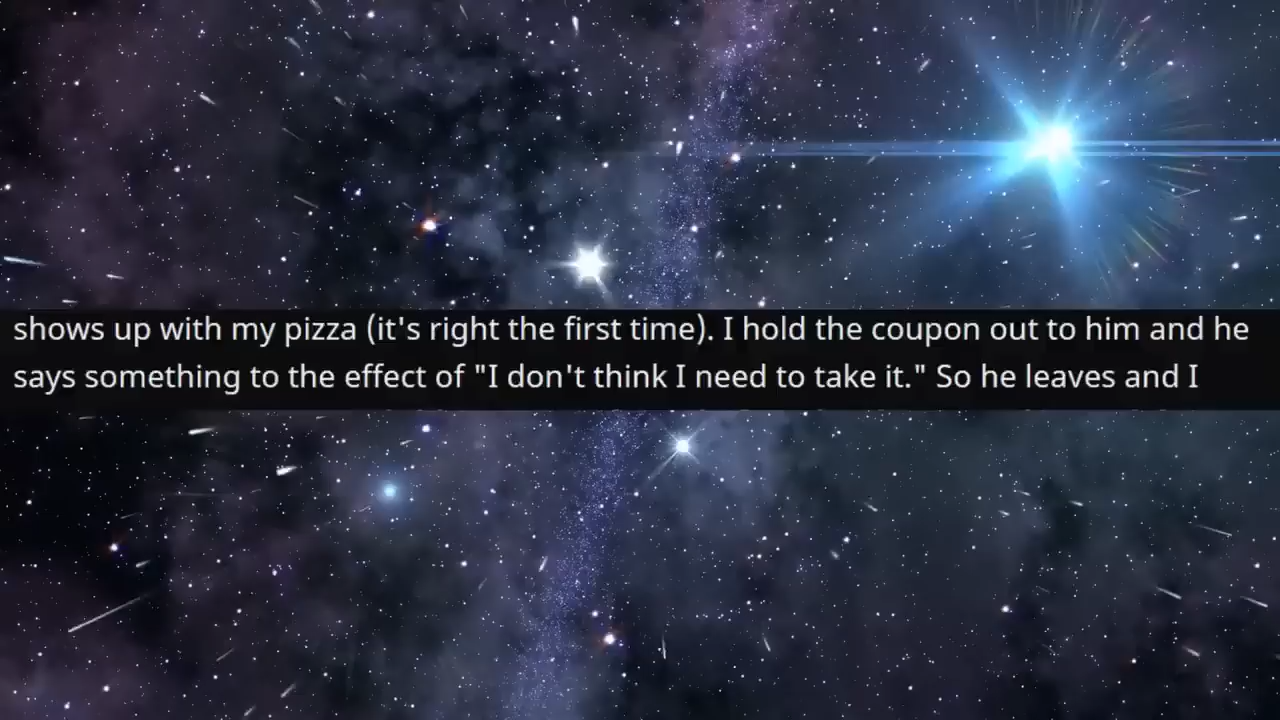 shows up with my pizza (it's right the first time). I hold the coupon out to him and he
says something to the effect of "I don't think I need to take it." So he leaves and I